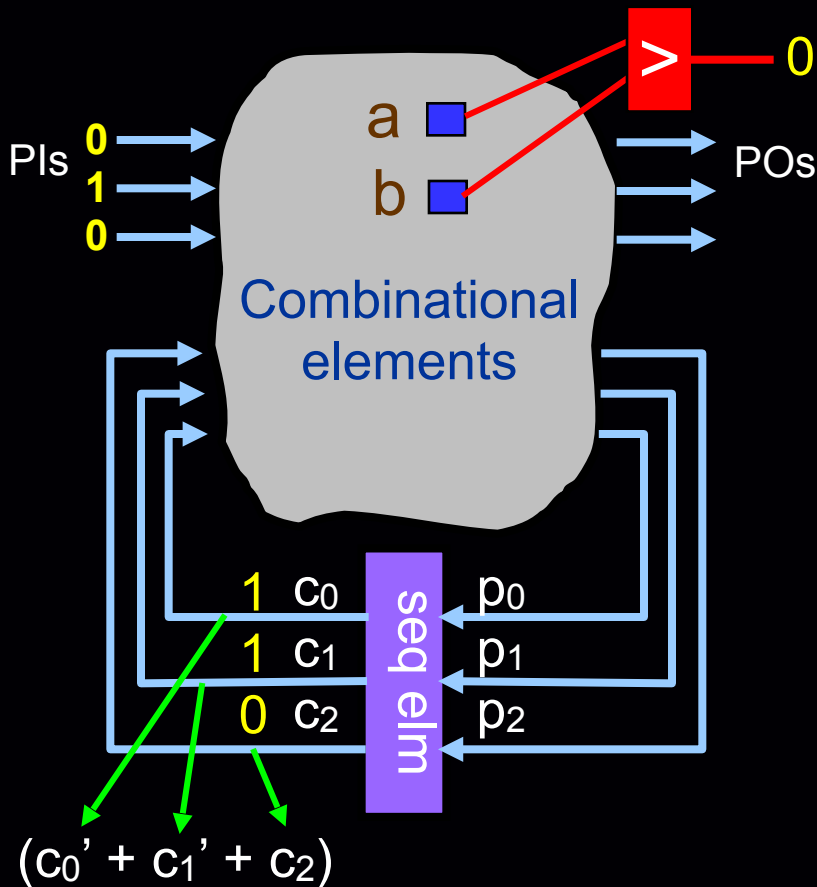 > 0
a
PIs 0
1
0
b
POs
Combinational
elements
1 c₀
1 c₁
0 c₂
seq elm
p₀
p₁
p₂
(c₀’ + c₁’ + c₂)